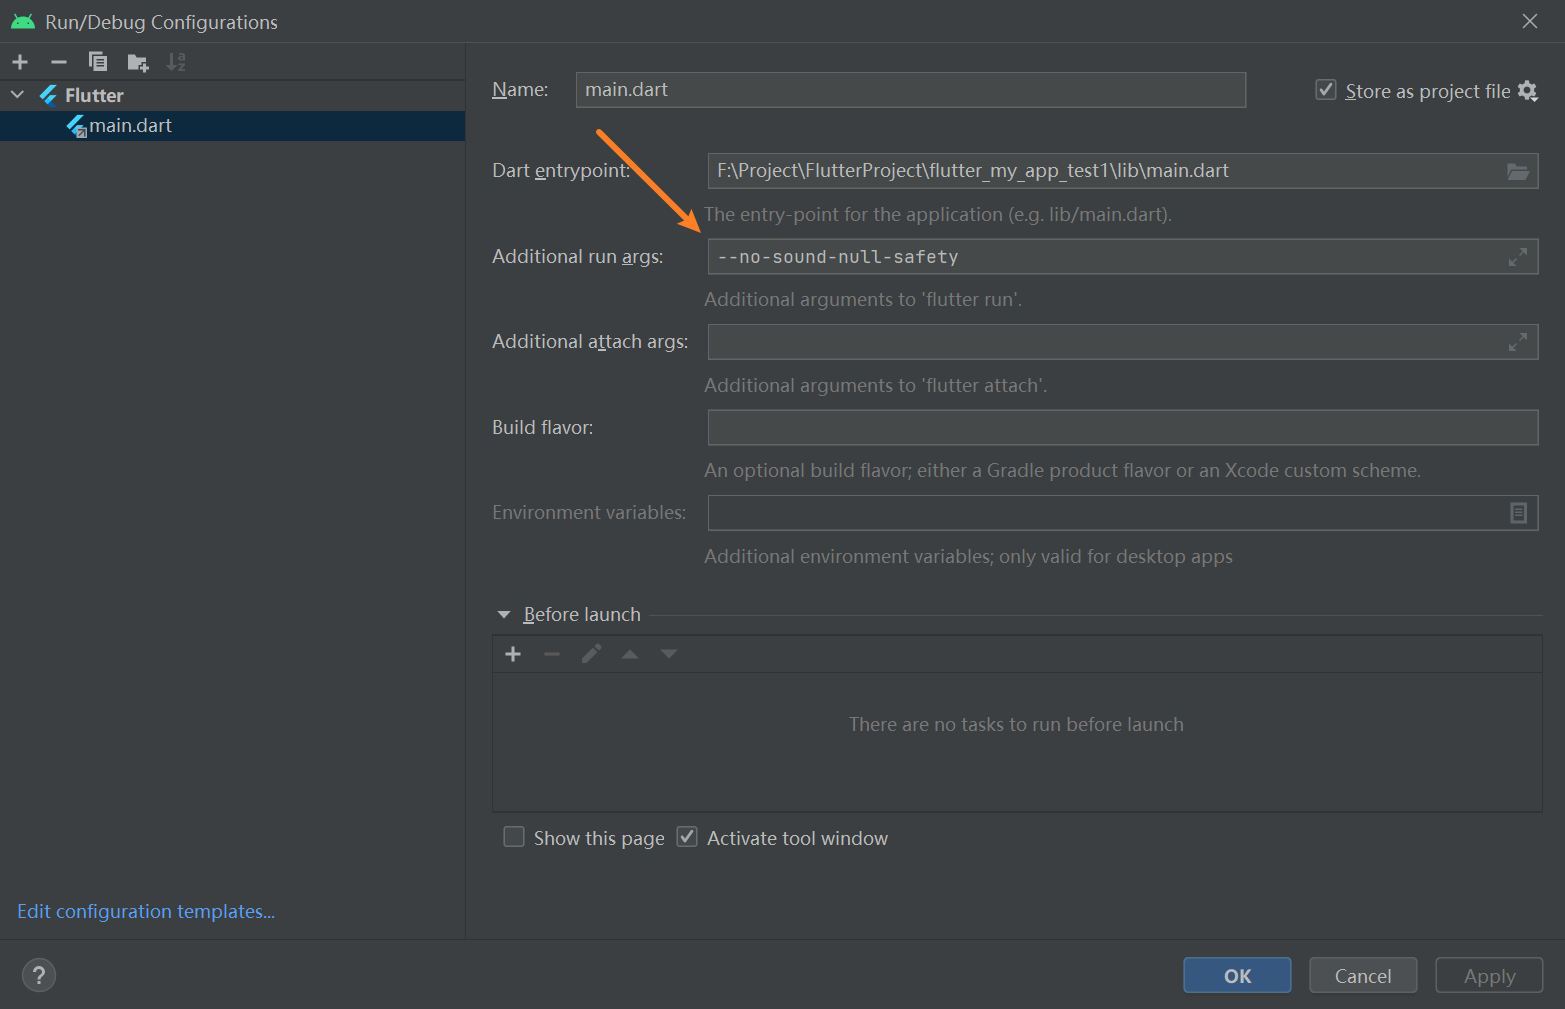 Run/Debug Configurations
Flutter
main.dart
Name: main.dart
Store as project file
Dart entrypoint: F:\Project\FlutterProject\flutter_my_app_test1\lib\main.dart
The entry-point for the application (e.g. lib/main.dart).
Additional run args: --no-sound-null-safety
Additional arguments to 'flutter run'.
Additional attach args:
Additional arguments to 'flutter attach'.
Build flavor:
An optional build flavor; either a Gradle product flavor or an Xcode custom scheme.
Environment variables:
Additional environment variables; only valid for desktop apps
Before launch
There are no tasks to run before launch
Show this page Activate tool window
Edit configuration templates...
? OK Cancel Apply